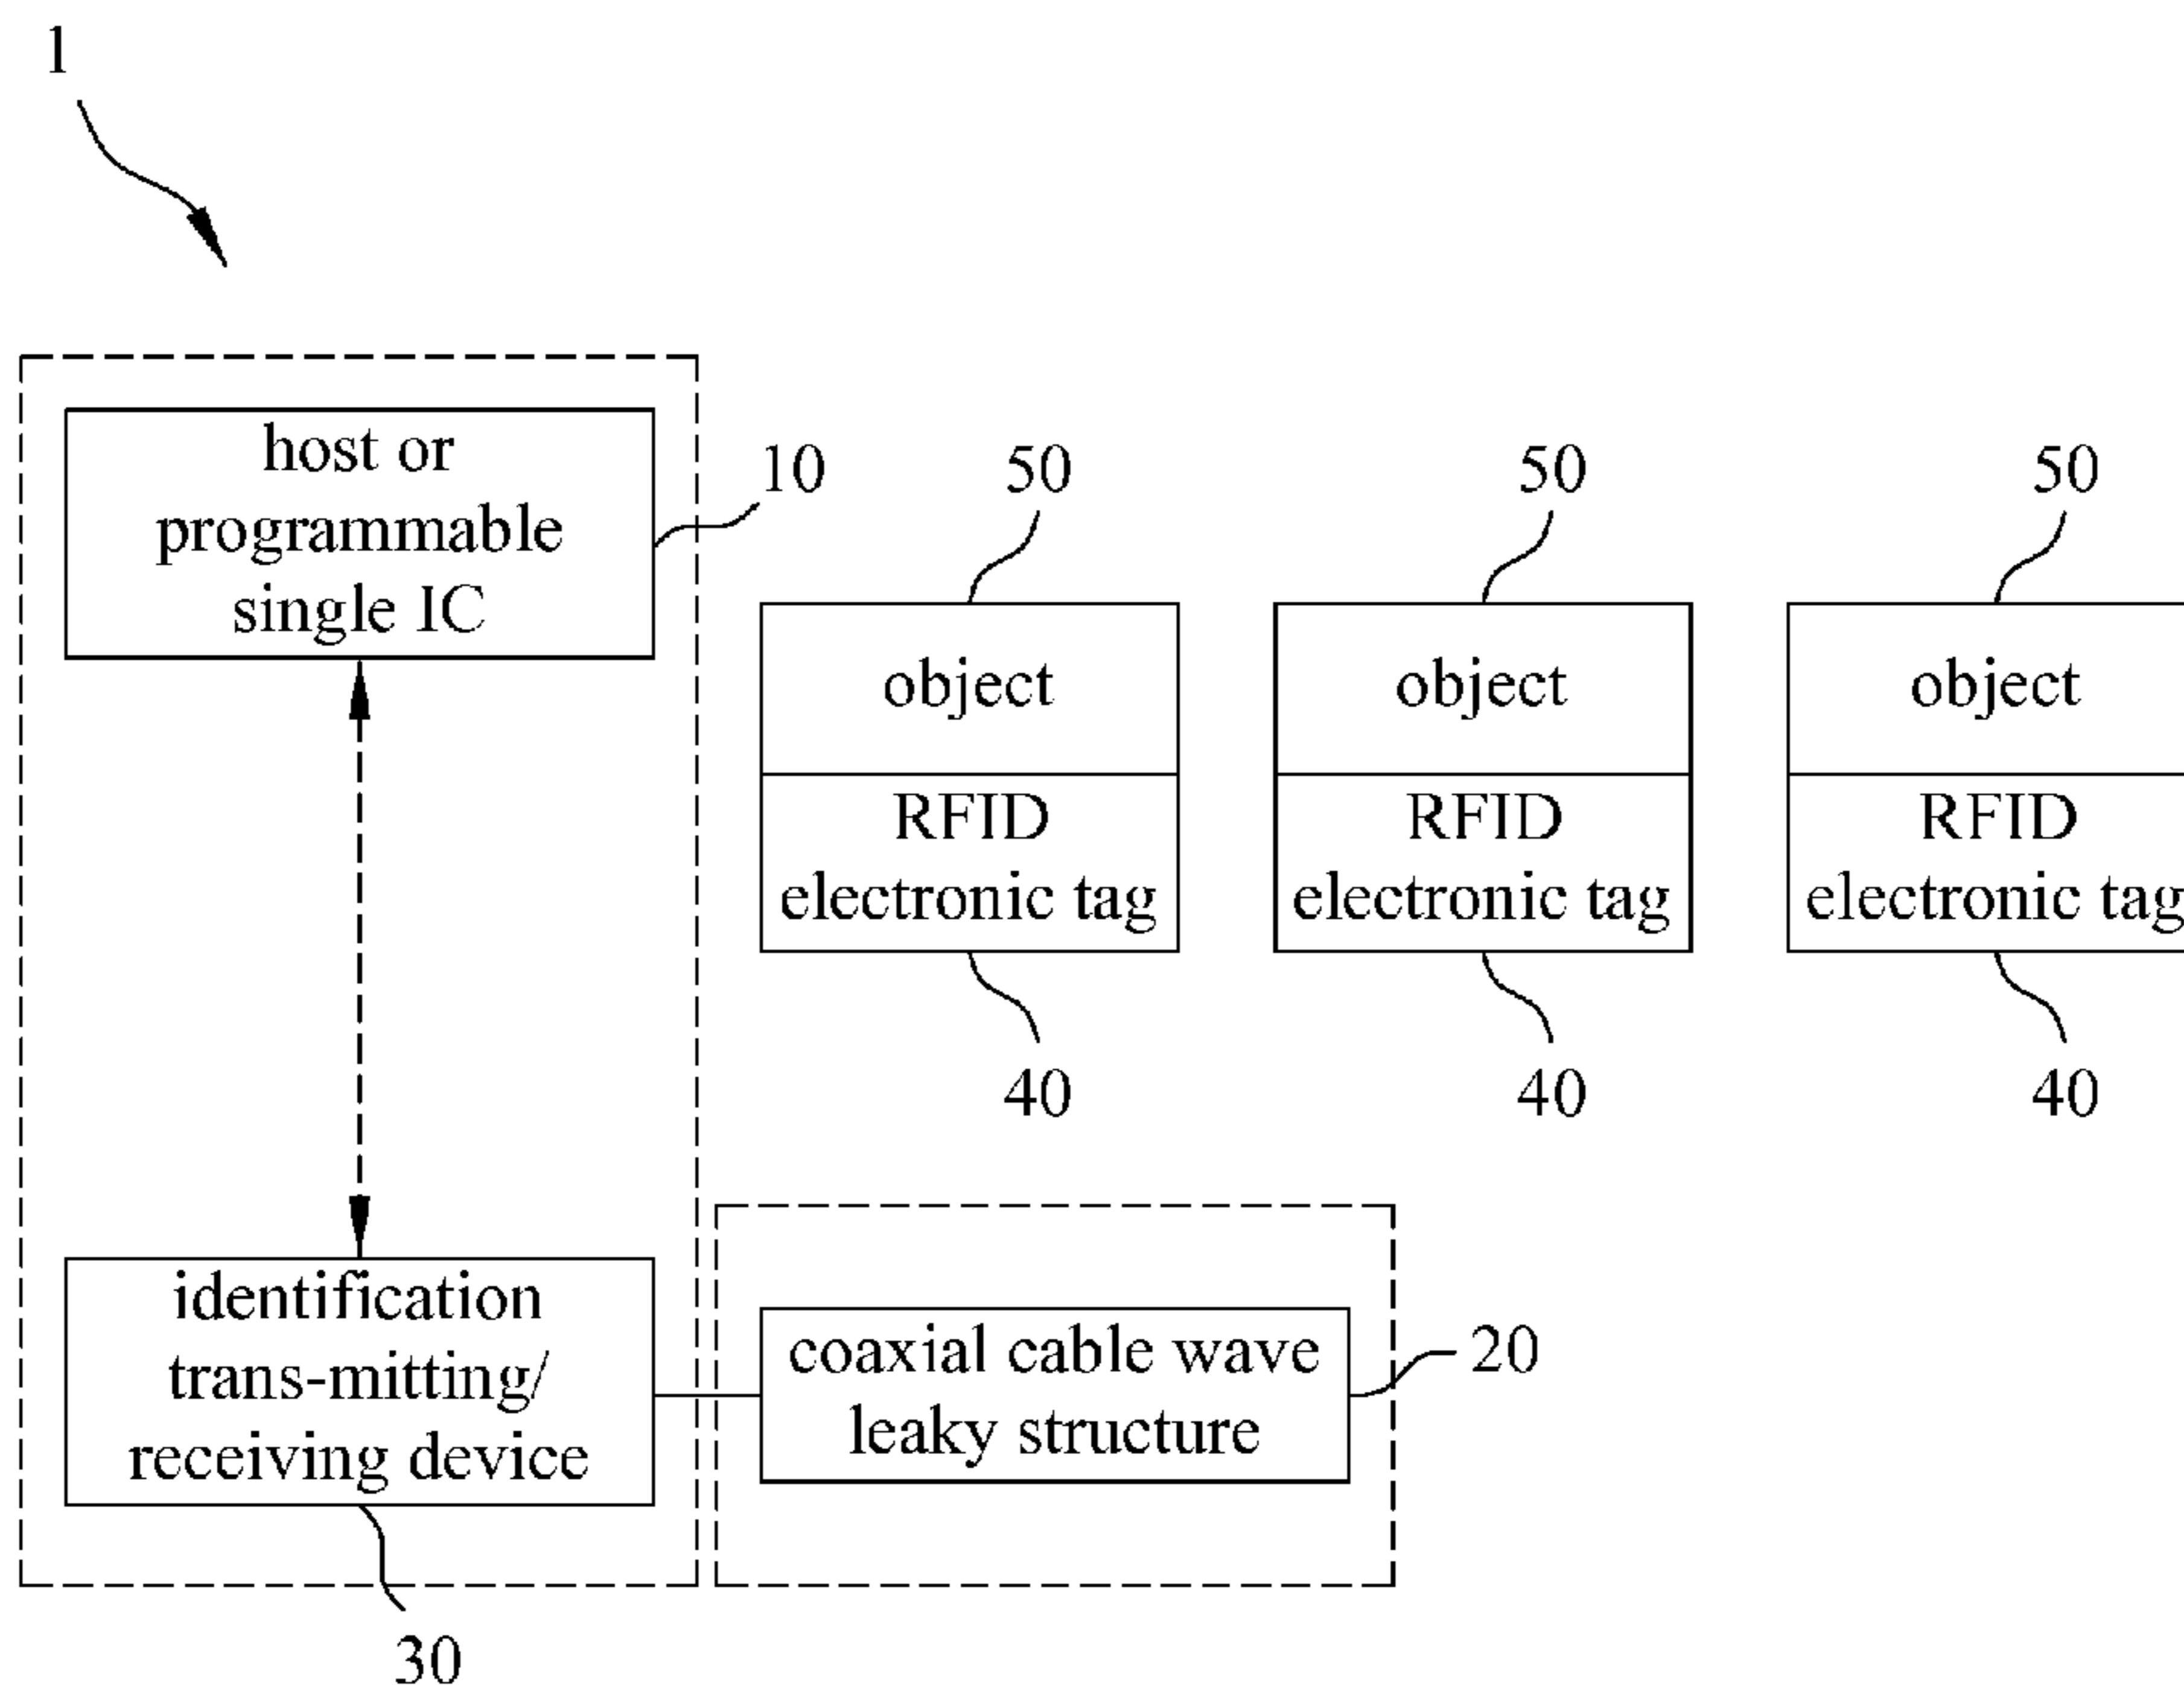 1
host or
programmable
single IC
10
50
50
50
object
object
object
RFID
electronic tag
RFID
electronic tag
RFID
electronic tag
40
40
40
identification
trans-mitting/
receiving device
coaxial cable wave
leaky structure
20
30